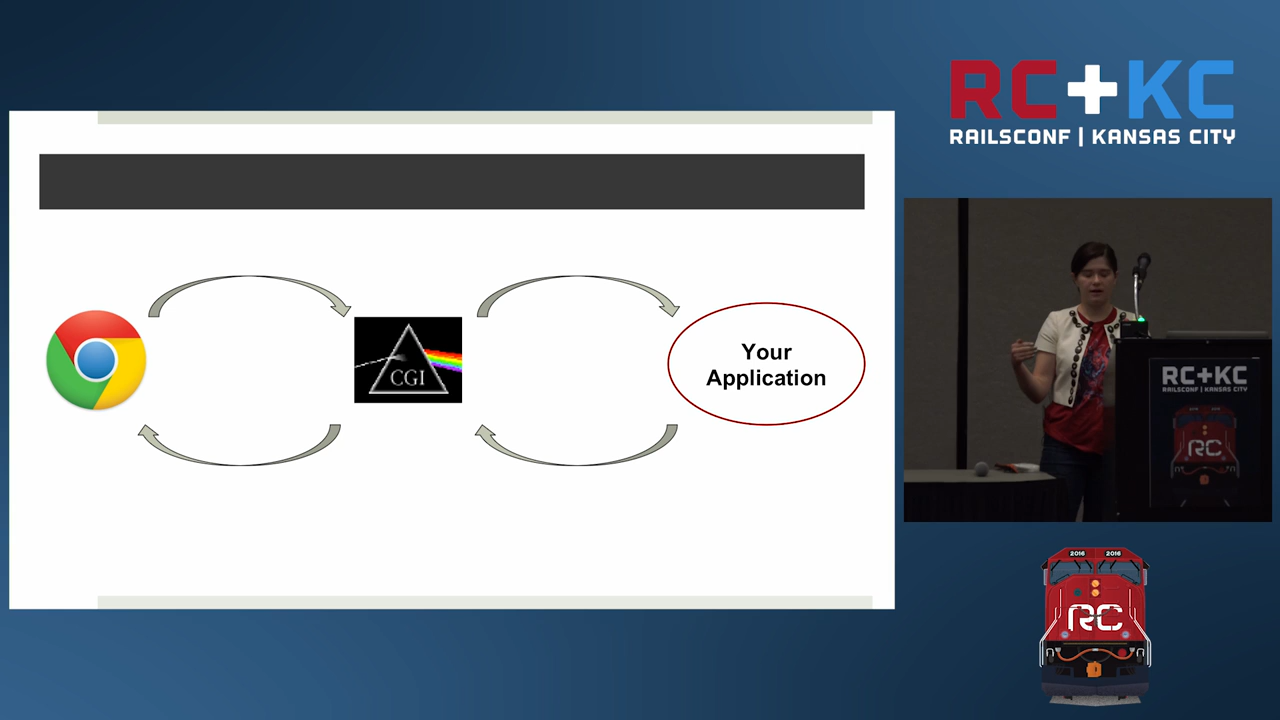 RC+KC
RAILSCONF | KANSAS CITY
CGI
Your
Application
RC+KC
RAILSCONF | KANSAS CITY
RC
2016 2016
RC